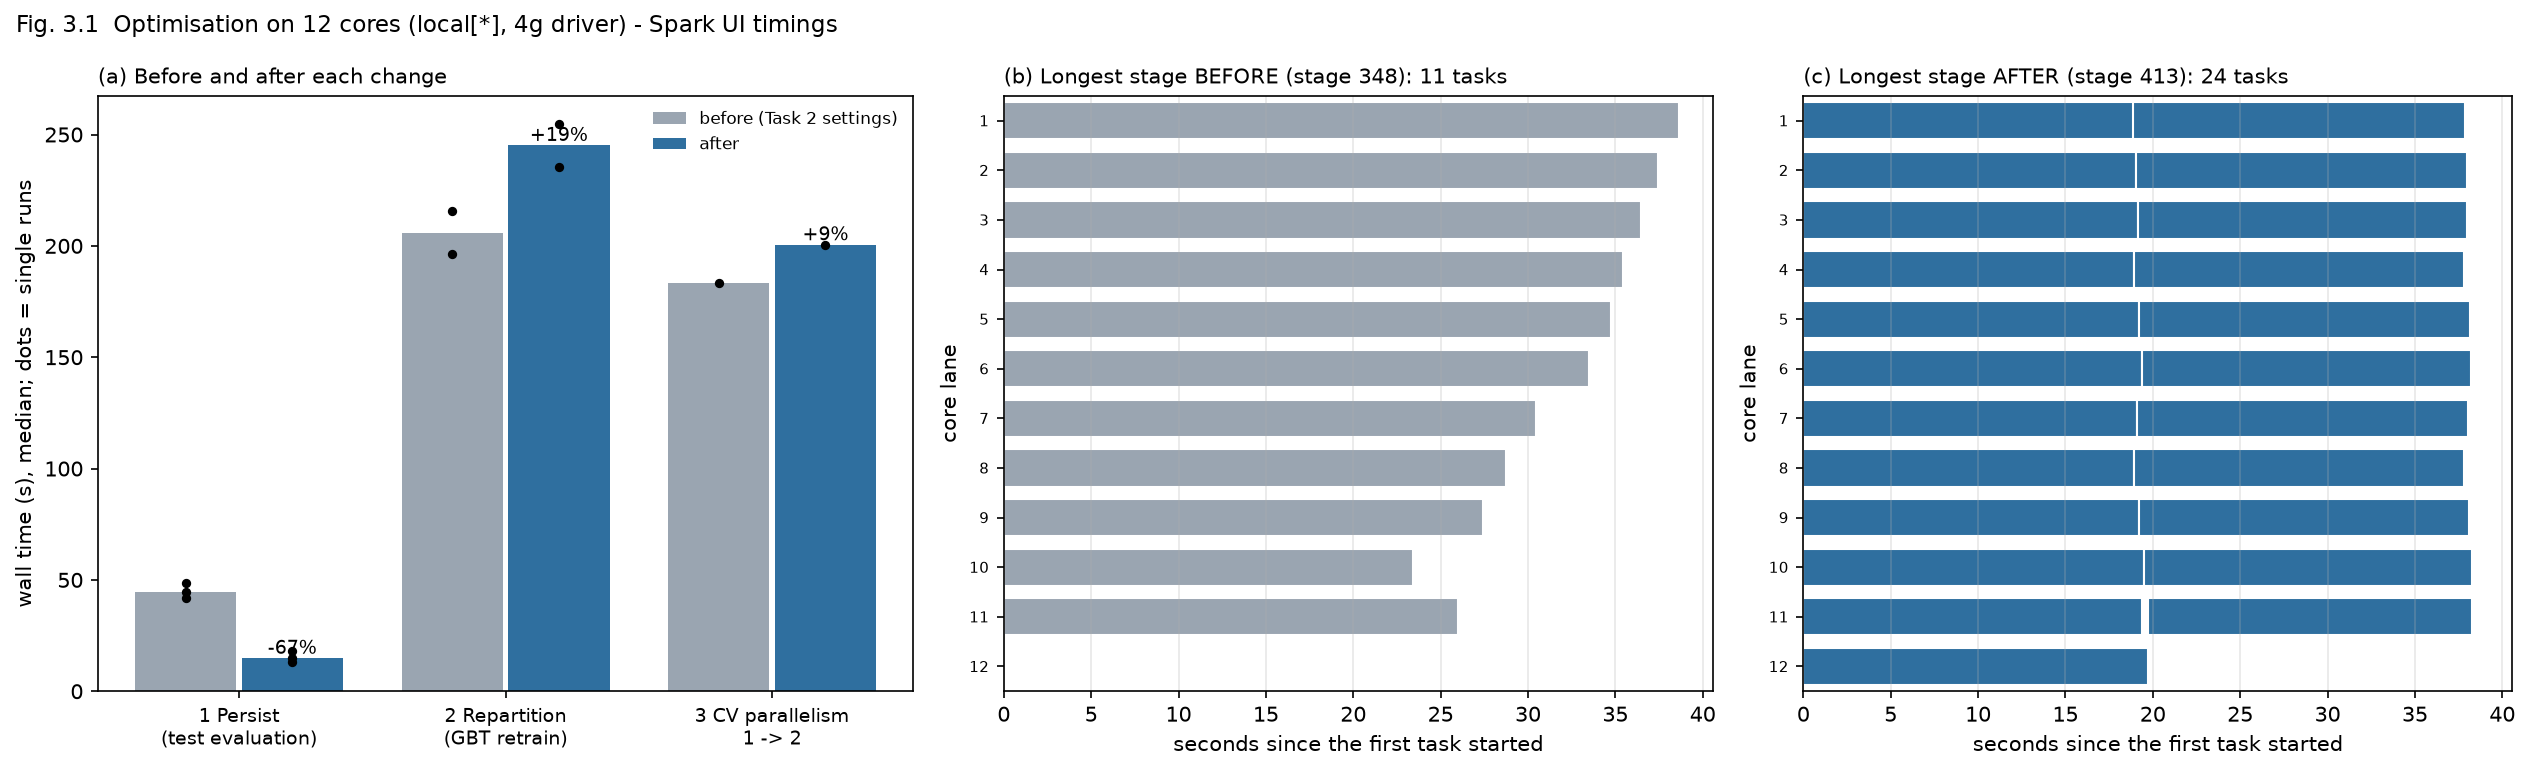 Fig. 3.1  Optimisation on 12 cores (local[*], 4g driver) - Spark UI timings
(a) Before and after each change
wall time (s), median; dots = single runs
250
200
150
100
50
0
before (Task 2 settings)
after
-67%
+19%
+9%
1 Persist
(test evaluation)
2 Repartition
(GBT retrain)
3 CV parallelism
1 -> 2
(b) Longest stage BEFORE (stage 348): 11 tasks
core lane
1
2
3
4
5
6
7
8
9
10
11
12
0 5 10 15 20 25 30 35 40
seconds since the first task started
(c) Longest stage AFTER (stage 413): 24 tasks
core lane
1
2
3
4
5
6
7
8
9
10
11
12
0 5 10 15 20 25 30 35 40
seconds since the first task started